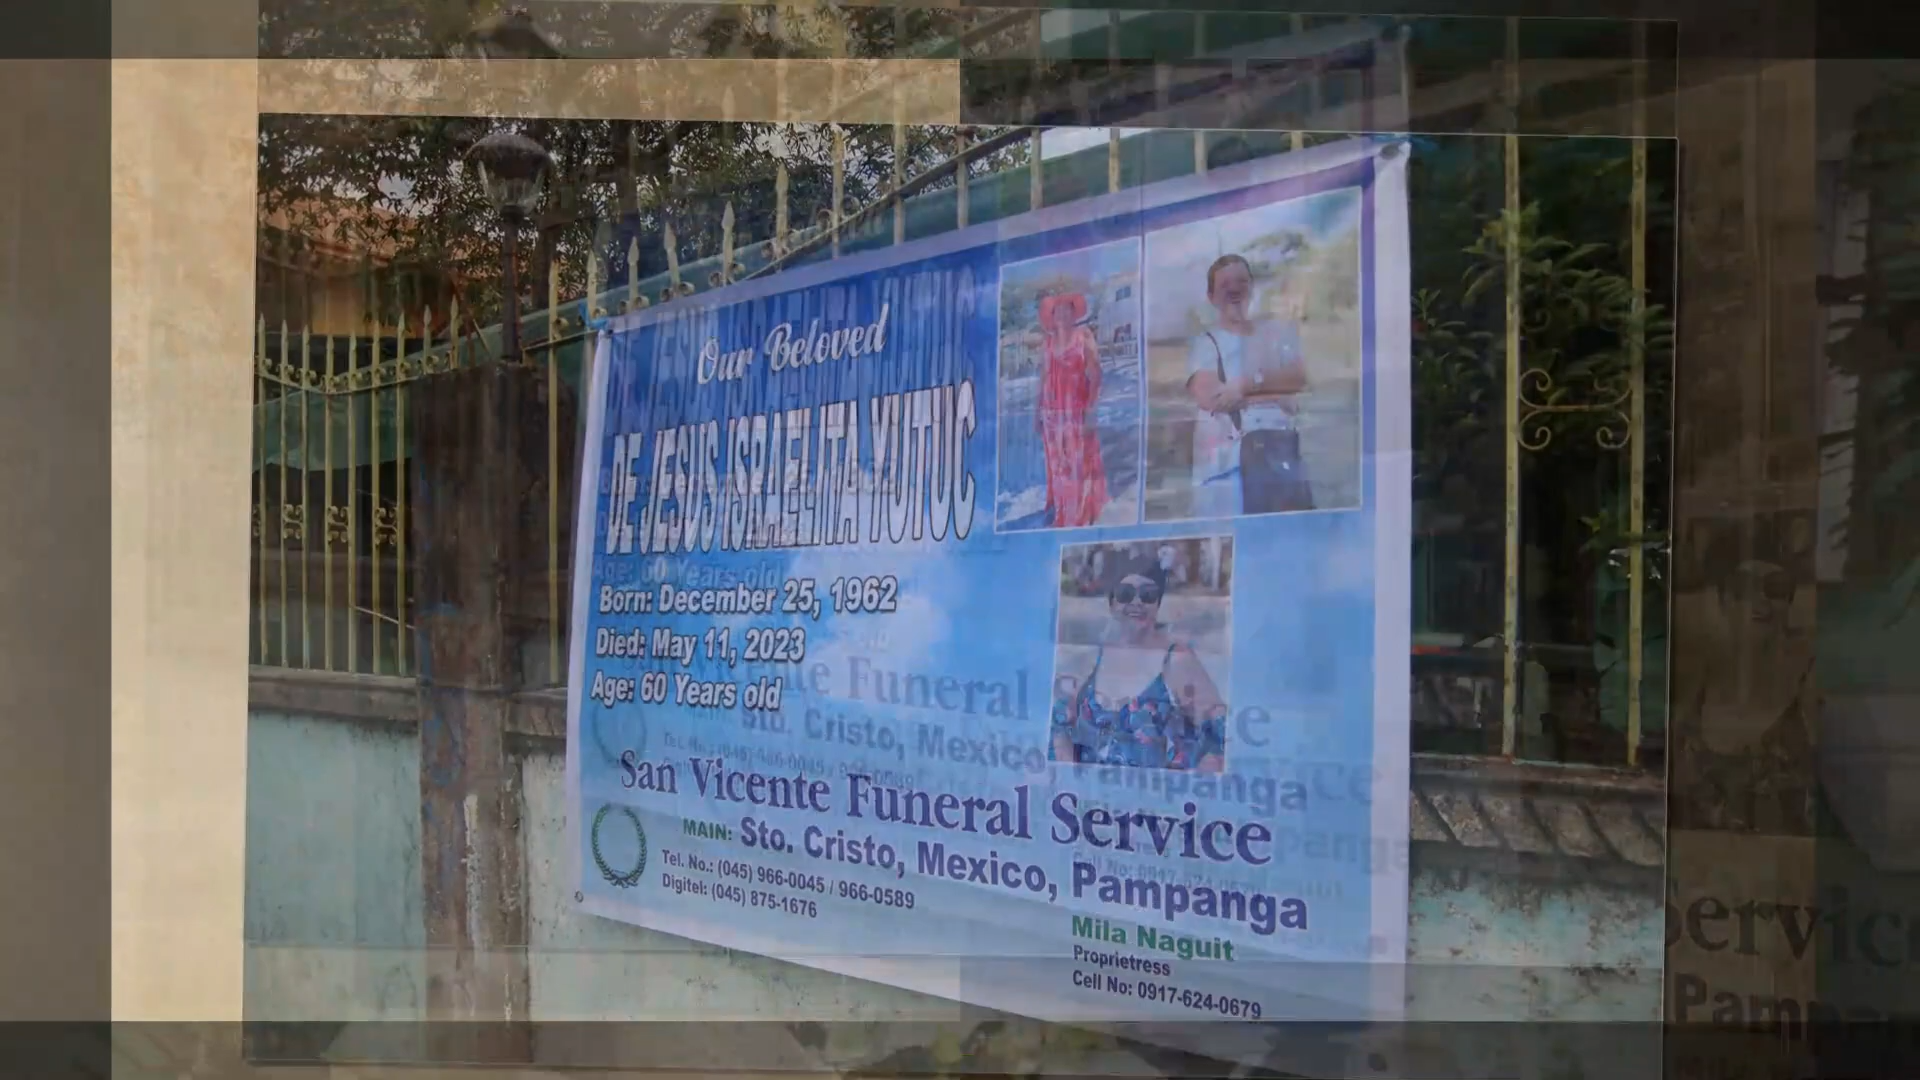 Our Beloved
DE JESUS ISRAELITA YUTUC
Born: December 25, 1962
Died: May 11, 2023
Age: 60 Years old
San Vicente Funeral Service
MAIN: Sto. Cristo, Mexico, Pampanga
Tel. No.: (045) 966-0045 / 966-0589
Digitel: (045) 875-1676
Mila Naguit
Proprietress
Cell No: 0917-624-0679